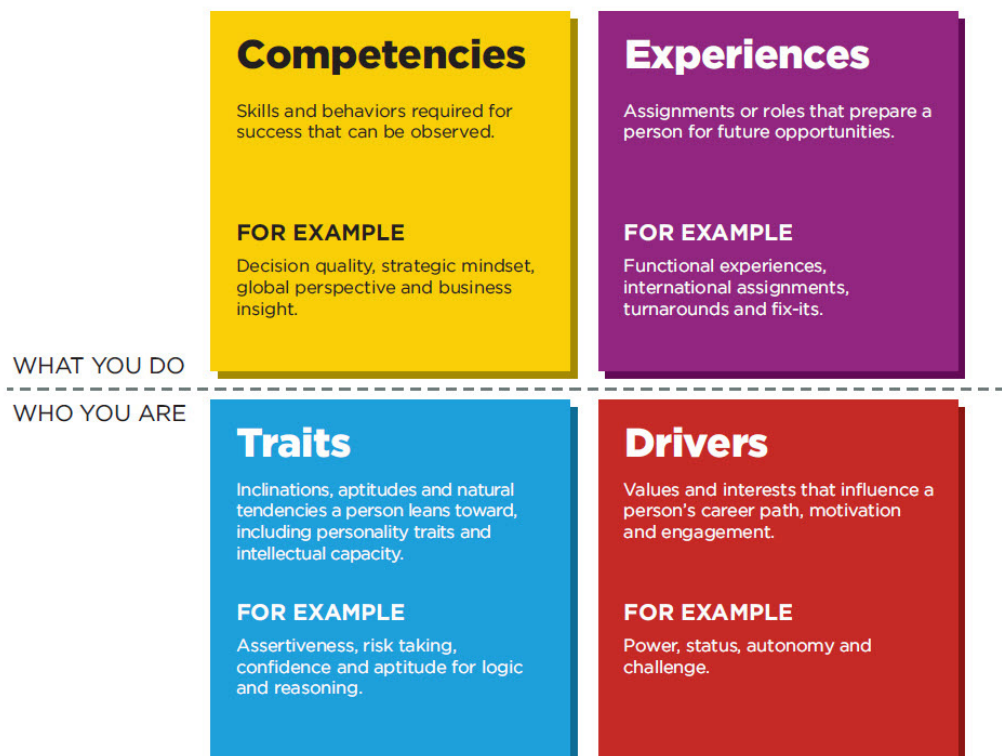 Competencies
Skills and behaviors required for
success that can be observed.
FOR EXAMPLE
Decision quality, strategic mindset,
global perspective and business
insight.
Experiences
Assignments or roles that prepare a
person for future opportunities.
FOR EXAMPLE
Functional experiences,
international assignments,
turnarounds and fix-its.
WHAT YOU DO
WHO YOU ARE
Traits
Inclinations, aptitudes and natural
tendencies a person leans toward,
including personality traits and
intellectual capacity.
FOR EXAMPLE
Assertiveness, risk taking,
confidence and aptitude for logic
and reasoning.
Drivers
Values and interests that influence a
person's career path, motivation
and engagement.
FOR EXAMPLE
Power, status, autonomy and
challenge.